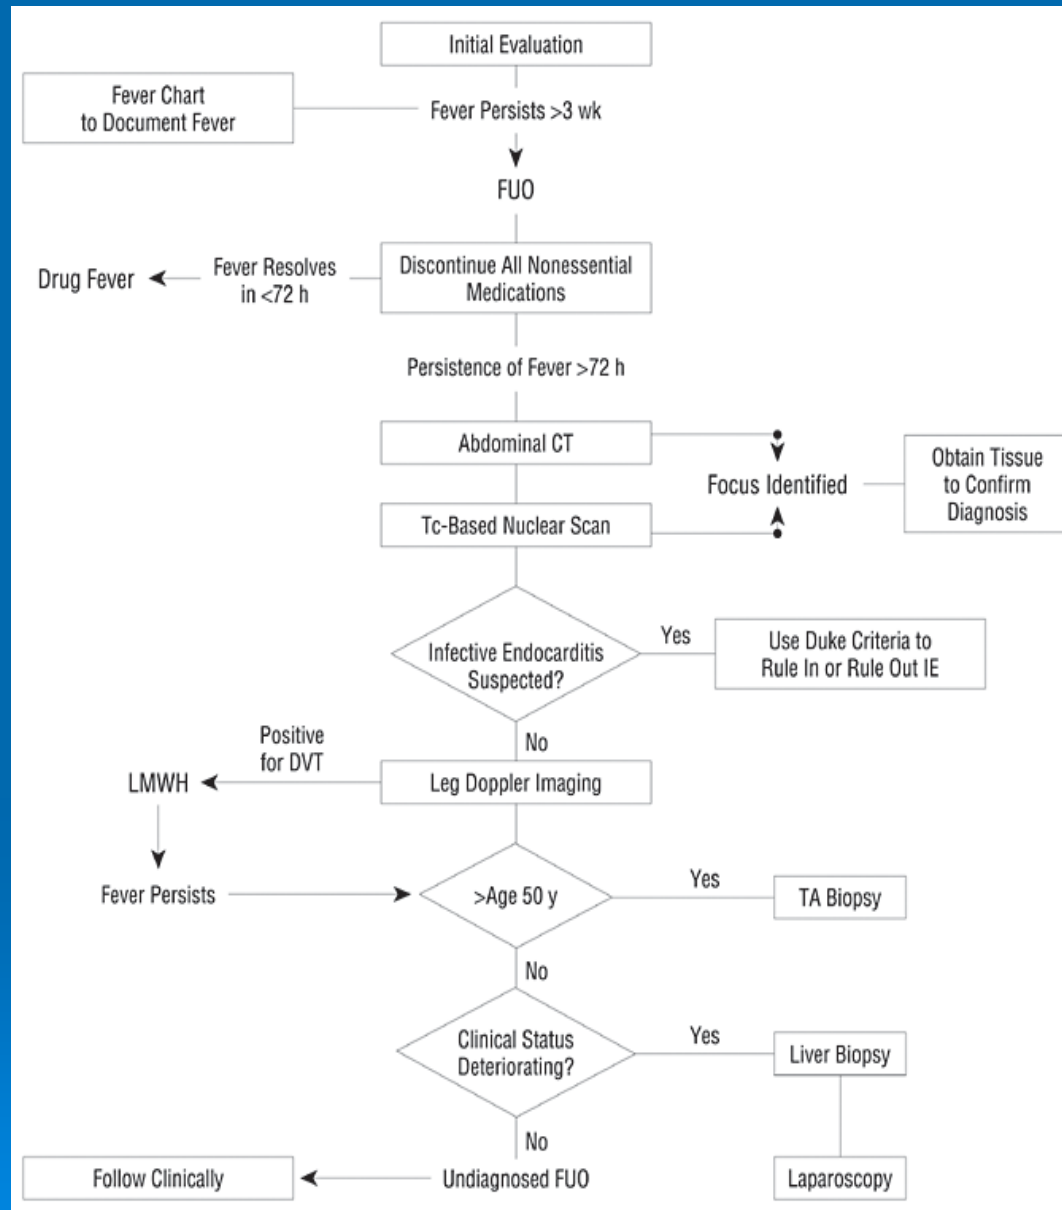 Initial Evaluation
Fever Chart
to Document Fever
Fever Persists >3 wk
FUO
Drug Fever
Fever Resolves
in <72 h
Discontinue All Nonessential
Medications
Persistence of Fever >72 h
Abdominal CT
Focus Identified
Obtain Tissue
to Confirm
Diagnosis
Tc-Based Nuclear Scan
Infective Endocarditis
Suspected?
Yes
Use Duke Criteria to
Rule In or Rule Out IE
No
Positive
for DVT
LMWH
Leg Doppler Imaging
Fever Persists
>Age 50 y
Yes
TA Biopsy
No
Clinical Status
Deteriorating?
Yes
Liver Biopsy
No
Follow Clinically
Undiagnosed FUO
Laparoscopy